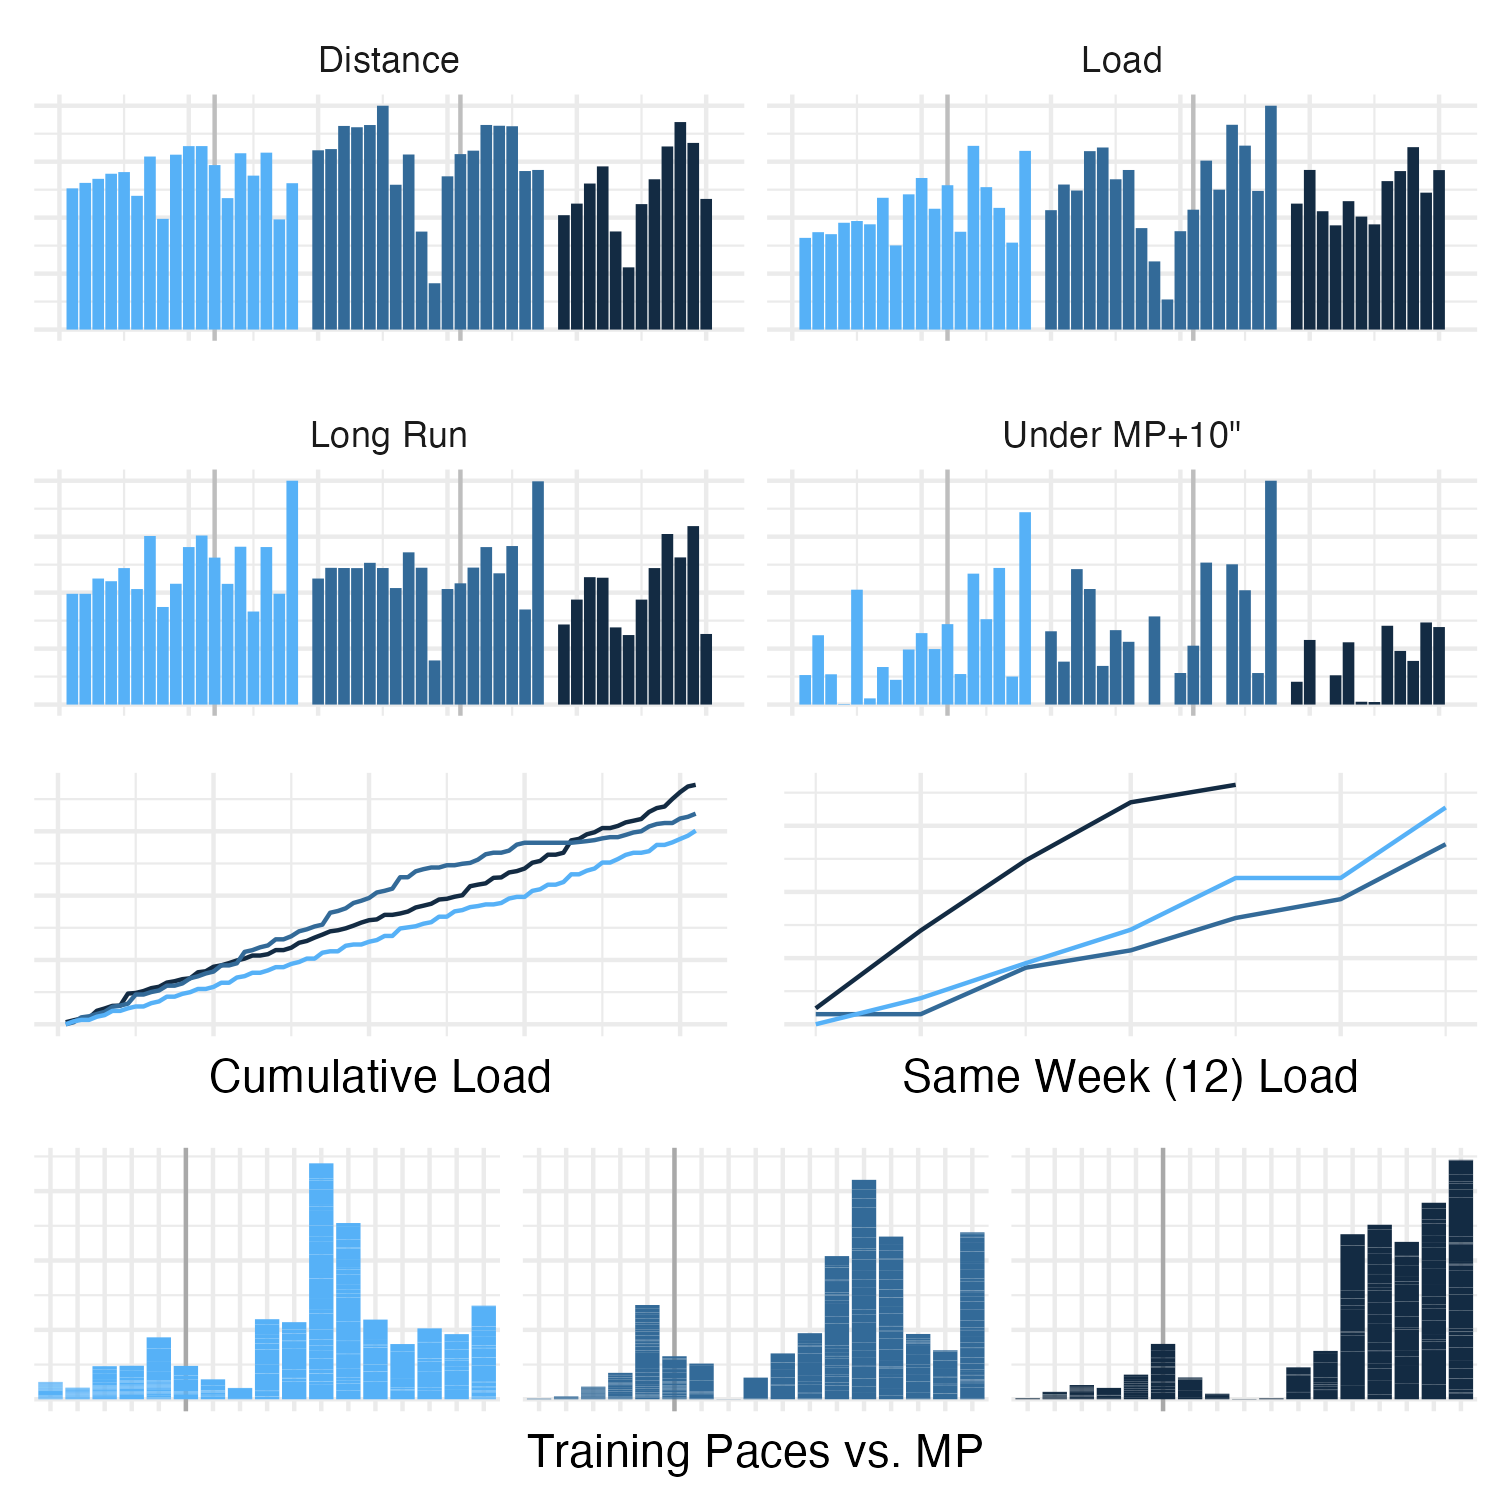 Distance
Load
Long Run
Under MP+10"
Cumulative Load
Same Week (12) Load
Training Paces vs. MP